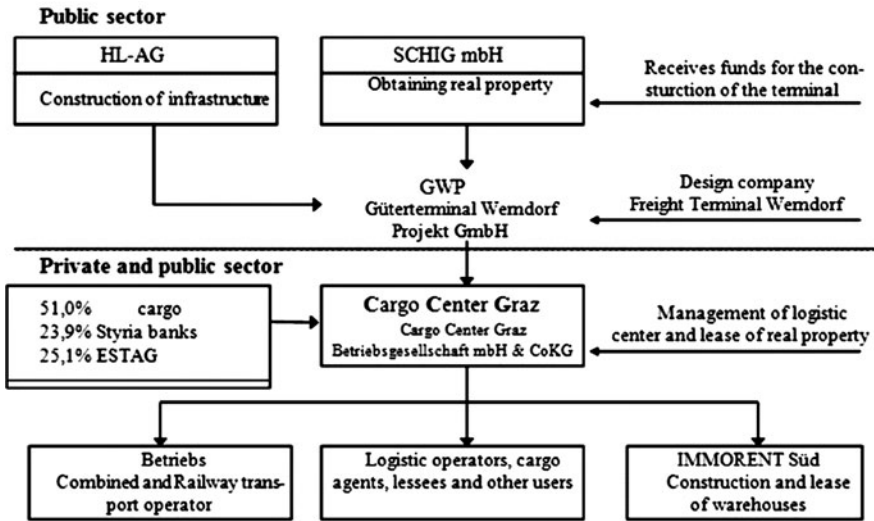 Public sector
HL-AG
Construction of infrastructure
SCHIG mbH
Obtaining real property
Receives funds for the con-
sturction of the terminal
GWP
Güterterminal Werndorf
Projekt GmbH
Design company
Freight Terminal Werndorf
Private and public sector
51,0% cargo
23,9% Styria banks
25,1% ESTAG
Cargo Center Graz
Cargo Center Graz
Betriebsgesellschaft mbH & CoKG
Management of logistic
center and lease of real property
Betriebs
Combined and Railway trans-
port operator
Logistic operators, cargo
agents, lessees and other users
IMMORENT Süd
Construction and lease
of warehouses